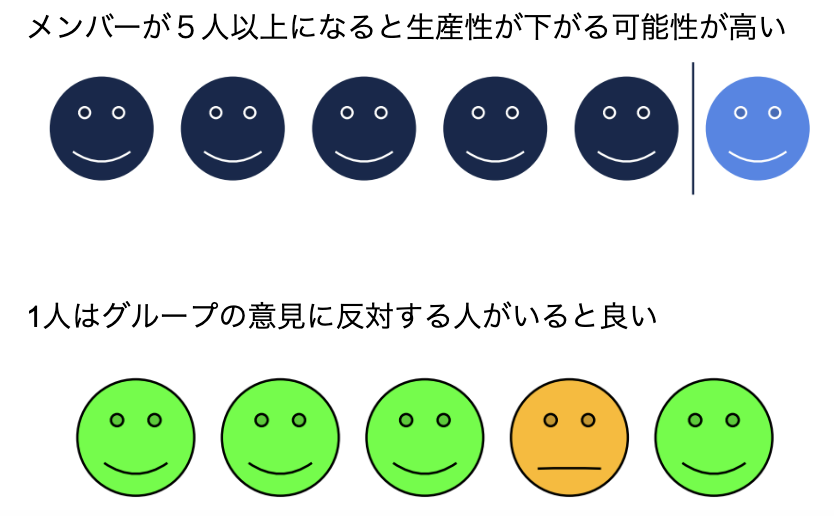 メンバーが５人以上になると生産性が下がる可能性が高い
1人はグループの意見に反対する人がいると良い